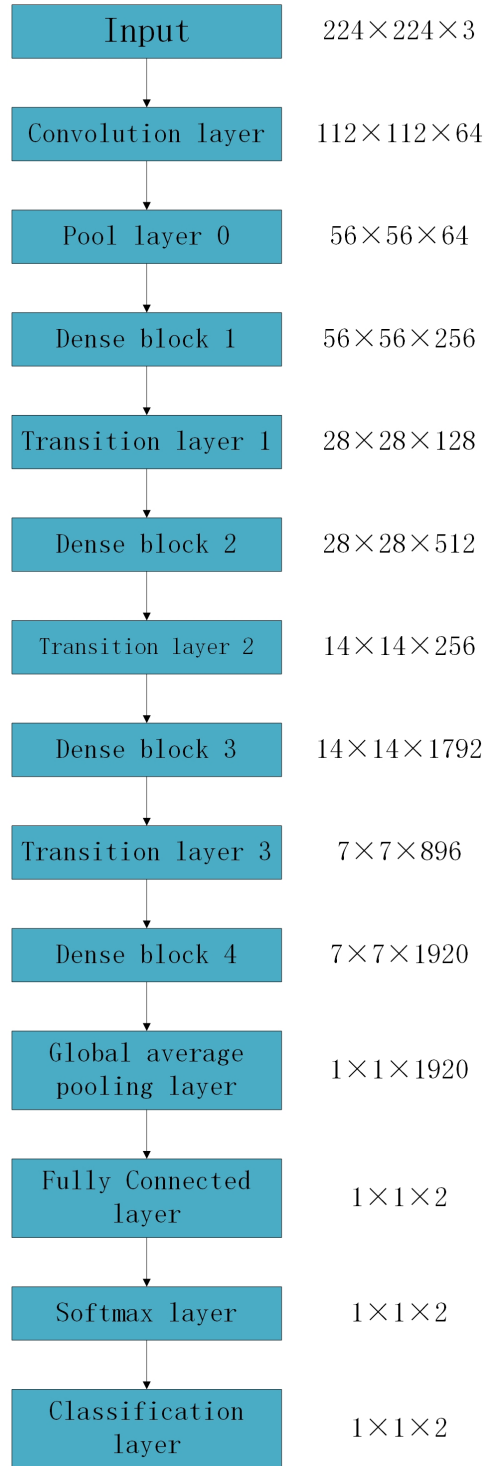 Input 224×224×3
Convolution layer 112×112×64
Pool layer 0 56×56×64
Dense block 1 56×56×256
Transition layer 1 28×28×128
Dense block 2 28×28×512
Transition layer 2 14×14×256
Dense block 3 14×14×1792
Transition layer 3 7×7×896
Dense block 4 7×7×1920
Global average
pooling layer 1×1×1920
Fully Connected
layer 1×1×2
Softmax layer 1×1×2
Classification
layer 1×1×2